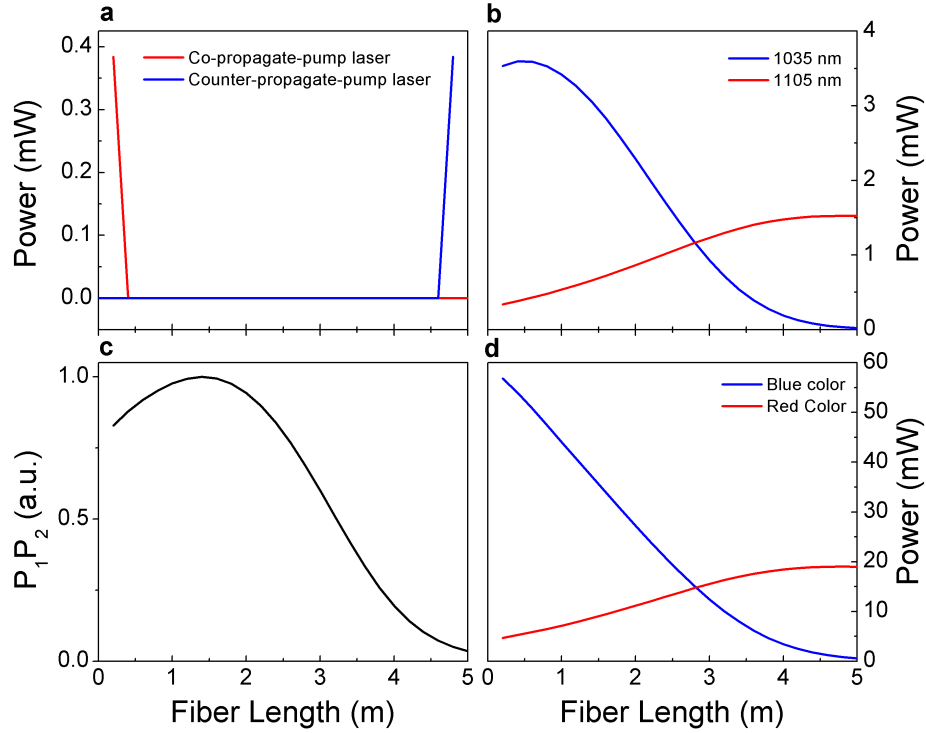 a
0.4
0.3
0.2
0.1
0.0
Power (mW)
Co-propagate-pump laser
Counter-propagate-pump laser
b
1035 nm
1105 nm
4
3
2
1
0
Power (mW)
c
1.0
0.5
0.0
P1P2 (a.u.)
0 1 2 3 4 5
Fiber Length (m)
d
Blue color
Red Color
60
50
40
30
20
10
0
Power (mW)
0 1 2 3 4 5
Fiber Length (m)